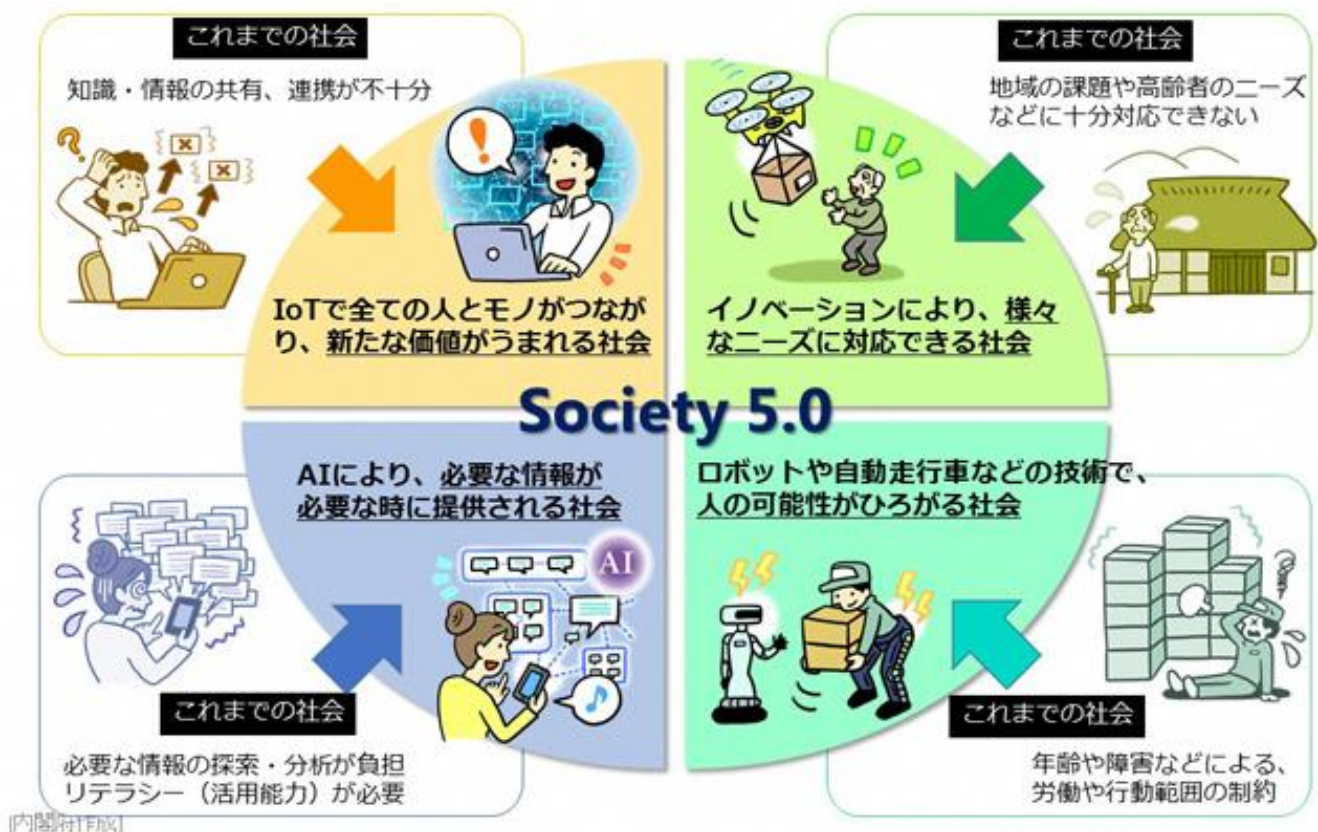 これまでの社会
知識・情報の共有、連携が不十分
IoTで全ての人とモノがつなが
り、新たな価値がうまれる社会
これまでの社会
地域の課題や高齢者のニーズ
などに十分対応できない
イノベーションにより、様々
なニーズに対応できる社会
Society 5.0
AIにより、必要な情報が
必要な時に提供される社会
AI
これまでの社会
必要な情報の探索・分析が負担
リテラシー（活用能力）が必要
ロボットや自動走行車などの技術で、
人の可能性がひろがる社会
これまでの社会
年齢や障害などによる、
労働や行動範囲の制約
[内閣府作成]